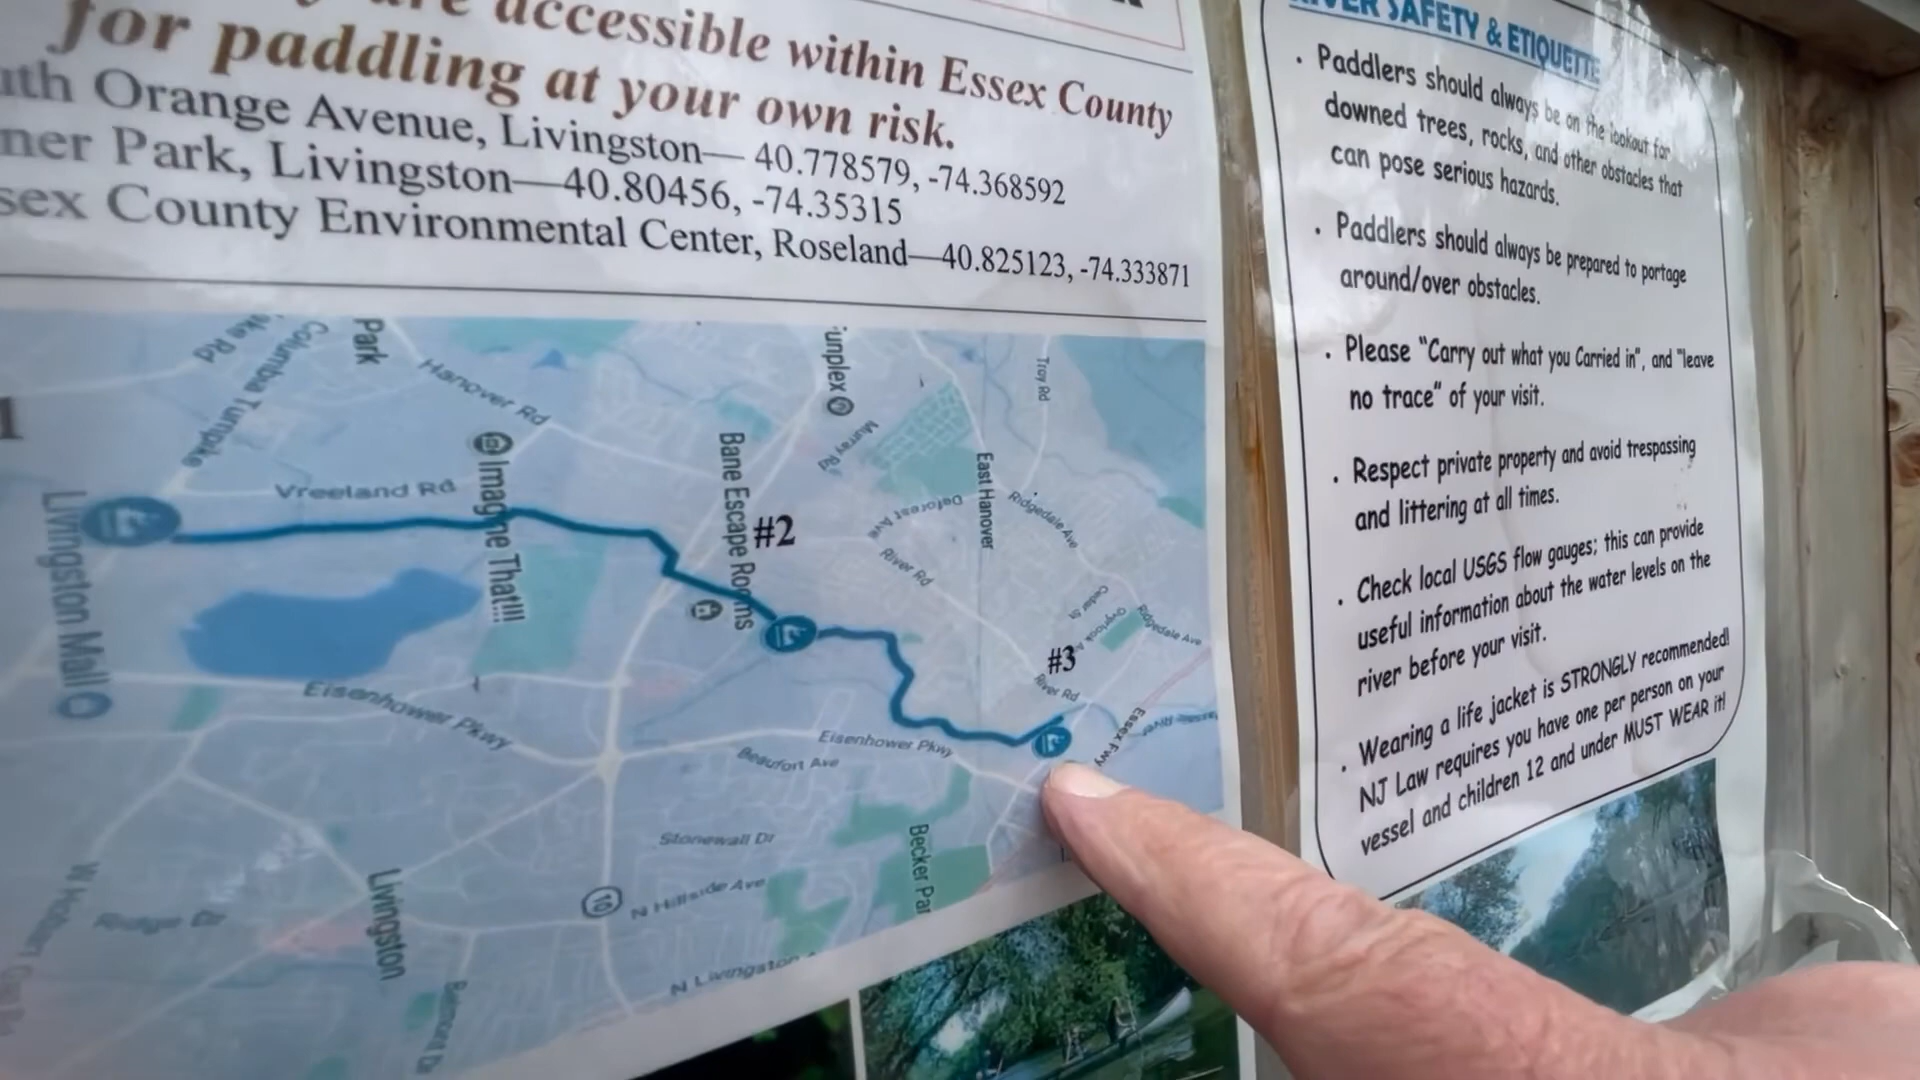 accessible within Essex County
for paddling at your own risk.
Orange Avenue, Livingston— 40.778579, -74.368592
Park, Livingston—40.80456, -74.35315
County Environmental Center, Roseland—40.825123, -74.333871
RIVER SAFETY & ETIQUETTE
. Paddlers should always be on the lookout for
downed trees, rocks, and other obstacles that
can pose serious hazards.
. Paddlers should always be prepared to portage
around/over obstacles.
. Please "Carry out what you Carried in", and "leave
no trace" of your visit.
. Respect private property and avoid trespassing
and littering at all times.
. Check local USGS flow gauges; this can provide
useful information about the water levels on the
river before your visit.
. Wearing a life jacket is STRONGLY recommended!
NJ Law requires you have one per person on your
vessel and children 12 and under MUST WEAR it!
Columbia Turnpike
Park
Hanover Rd
Troy Rd
Murray Rd
Vreeland Rd
Imagine That!!!
Bane Escape Rooms
#2
East Hanover
Deforest Ave
Ridgedale Ave
River Rd
Livingston Mall
#3
River Rd
Ridgedale Ave
Essex Fwy
Eisenhower Pkwy
Eisenhower Pkwy
Beaufort Ave
Stonewall Dr
Becker Par
10
N Hillside Ave
Livingston
N Livingston